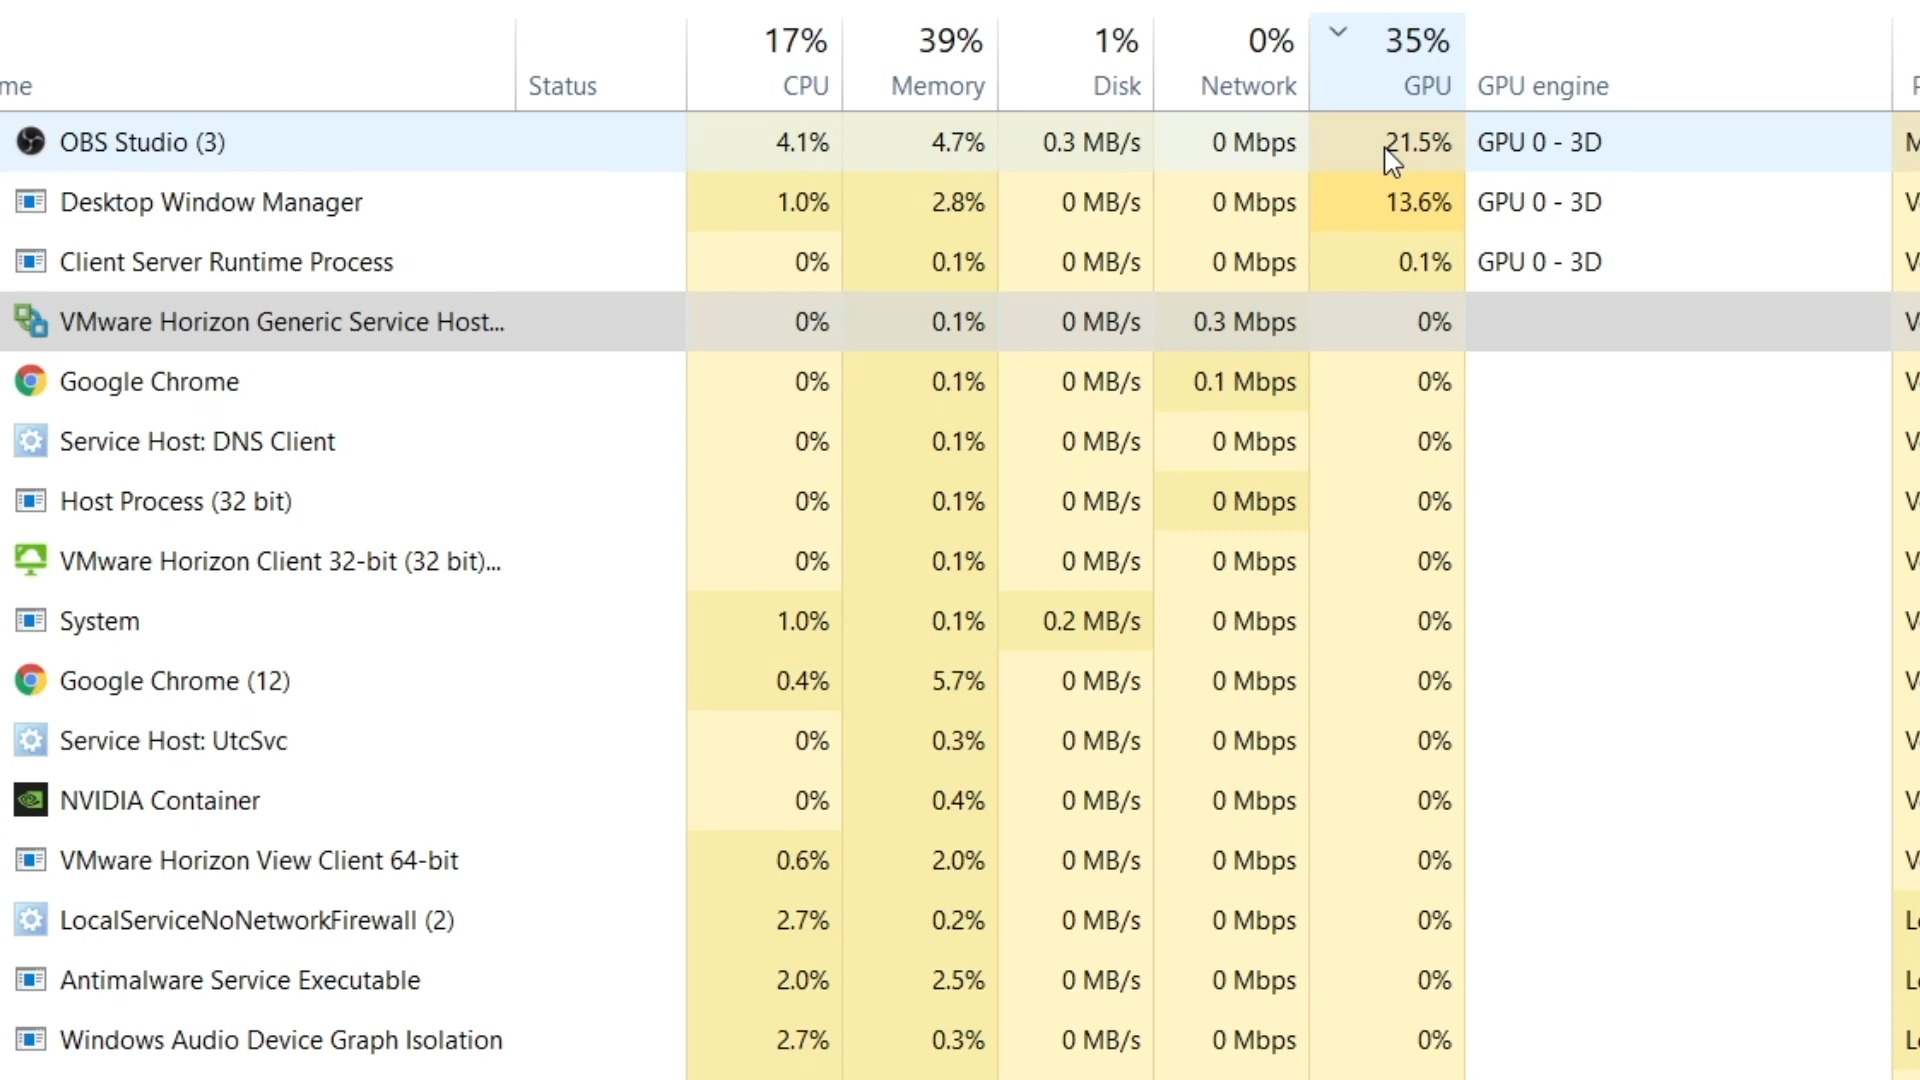 17% 39% 1% 0% 35%
me Status CPU Memory Disk Network GPU GPU engine
OBS Studio (3) 4.1% 4.7% 0.3 MB/s 0 Mbps 21.5% GPU 0 - 3D
Desktop Window Manager 1.0% 2.8% 0 MB/s 0 Mbps 13.6% GPU 0 - 3D
Client Server Runtime Process 0% 0.1% 0 MB/s 0 Mbps 0.1% GPU 0 - 3D
VMware Horizon Generic Service Host... 0% 0.1% 0 MB/s 0.3 Mbps 0%
Google Chrome 0% 0.1% 0 MB/s 0.1 Mbps 0%
Service Host: DNS Client 0% 0.1% 0 MB/s 0 Mbps 0%
Host Process (32 bit) 0% 0.1% 0 MB/s 0 Mbps 0%
VMware Horizon Client 32-bit (32 bit)... 0% 0.1% 0 MB/s 0 Mbps 0%
System 1.0% 0.1% 0.2 MB/s 0 Mbps 0%
Google Chrome (12) 0.4% 5.7% 0 MB/s 0 Mbps 0%
Service Host: UtcSvc 0% 0.3% 0 MB/s 0 Mbps 0%
NVIDIA Container 0% 0.4% 0 MB/s 0 Mbps 0%
VMware Horizon View Client 64-bit 0.6% 2.0% 0 MB/s 0 Mbps 0%
LocalServiceNoNetworkFirewall (2) 2.7% 0.2% 0 MB/s 0 Mbps 0%
Antimalware Service Executable 2.0% 2.5% 0 MB/s 0 Mbps 0%
Windows Audio Device Graph Isolation 2.7% 0.3% 0 MB/s 0 Mbps 0%